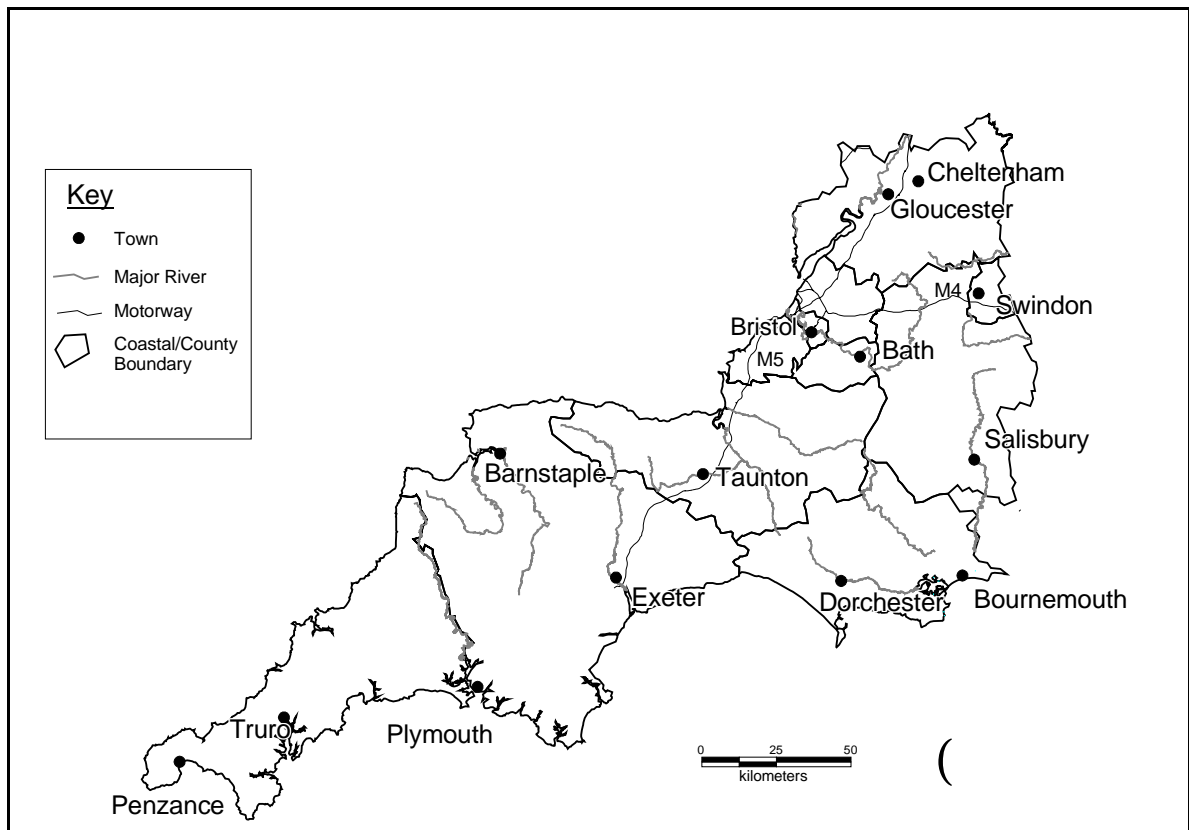 Key
Town
Major River
Motorway
Coastal/County
Boundary
Cheltenham
Gloucester
M4
Swindon
Bristol
M5
Bath
Salisbury
Barnstaple
Taunton
Exeter
Dorchester
Bournemouth
Truro
Plymouth
Penzance
0 25 50
kilometers
(